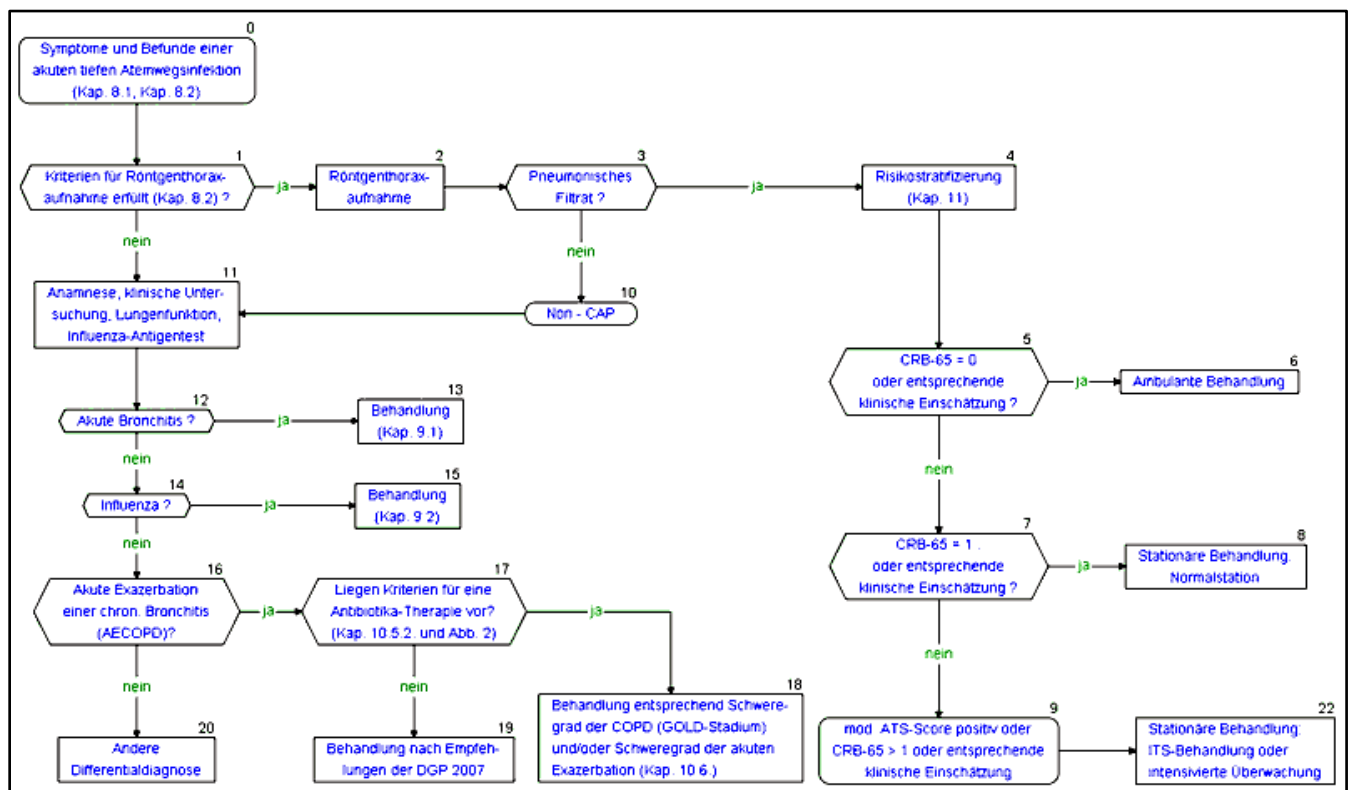 0
Symptome und Befunde einer
akuten tiefen Atemwegsinfektion
(Kap. 8.1, Kap. 8.2)
1
Kriterien für Röntgenthorax-
aufnahme erfüllt (Kap. 8.2) ?
ja
2
Röntgenthorax-
aufnahme
3
Pneumonisches
Filtrat ?
ja
4
Risikostratifizierung
(Kap. 11)
nein
nein
11
Anamnese, klinische Unter-
suchung, Lungenfunktion,
Influenza-Antigentest
10
Non - CAP
5
CRB-65 = 0
oder entsprechende
klinische Einschätzung ?
ja
6
Ambulante Behandlung
12
Akute Bronchitis ?
ja
13
Behandlung
(Kap. 9.1)
nein
nein
14
Influenza ?
ja
15
Behandlung
(Kap. 9 2)
7
CRB-65 = 1 .
oder entsprechende
klinische Einschätzung ?
ja
8
Stationäre Behandlung.
Normalstation
nein
16
Akute Exazerbation
einer chron. Bronchitis
(AECOPD)?
ja
17
Liegen Kriterien für eine
Antibiotika-Therapie vor?
(Kap. 10.5.2. und Abb. 2)
ja
nein
nein
nein
20
Andere
Differentialdiagnose
19
Behandlung nach Empfeh-
lungen der DGP 2007
18
Behandlung entsprechend Schwere-
grad der COPD (GOLD-Stadium)
und/oder Schweregrad der akuten
Exazerbation (Kap. 10 6.)
9
mod. ATS-Score positiv oder
CRB-65 > 1 oder entsprechende
klinische Einschätzung
22
Stationäre Behandlung:
ITS-Behandlung oder
intensivierte Überwachung